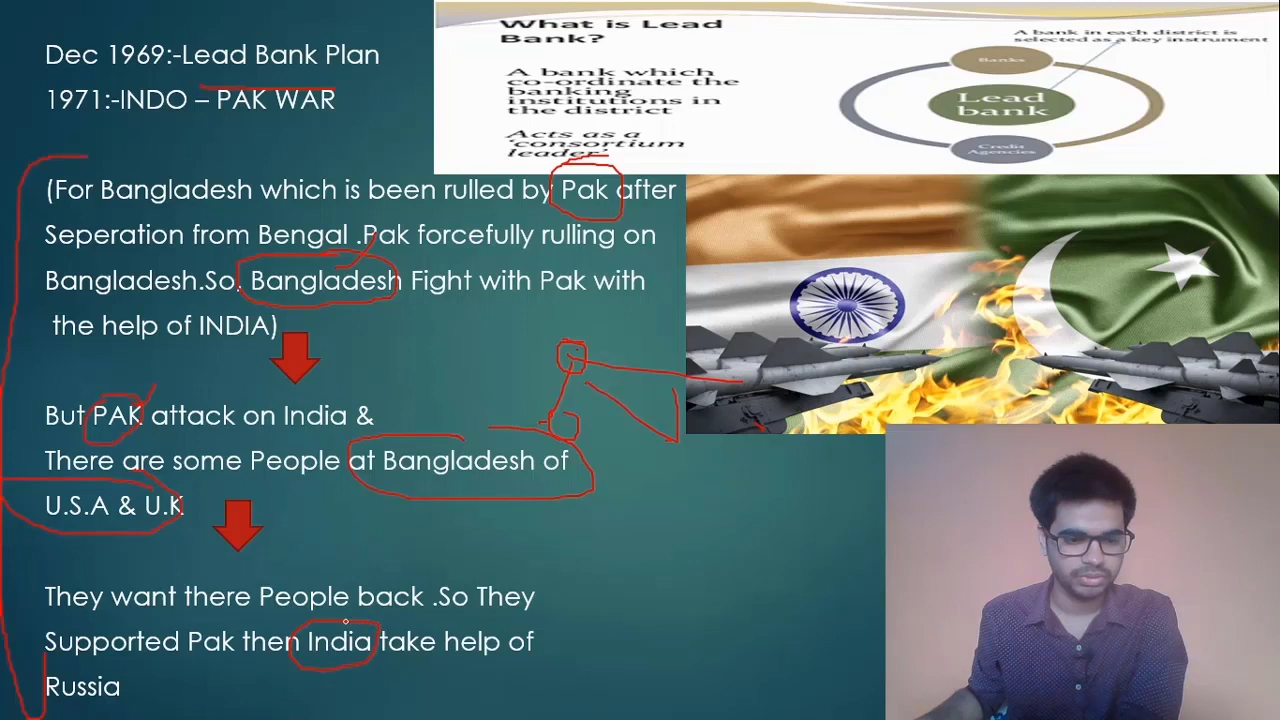 Dec 1969:-Lead Bank Plan
1971:-INDO – PAK WAR
(For Bangladesh which is been rulled by Pak after
Seperation from Bengal .Pak forcefully rulling on
Bangladesh.So, Bangladesh Fight with Pak with
the help of INDIA)
But PAK attack on India &
There are some People at Bangladesh of
U.S.A & U.K
They want there People back .So They
Supported Pak then India take help of
Russia
What is Lead
Bank?
A bank which
co-ordinate the
banking
institutions in
the district
Acts as a
‘consortium
leader’
A bank in each district is
selected as a key instrument
Banks
Lead
bank
Credit
Agencies